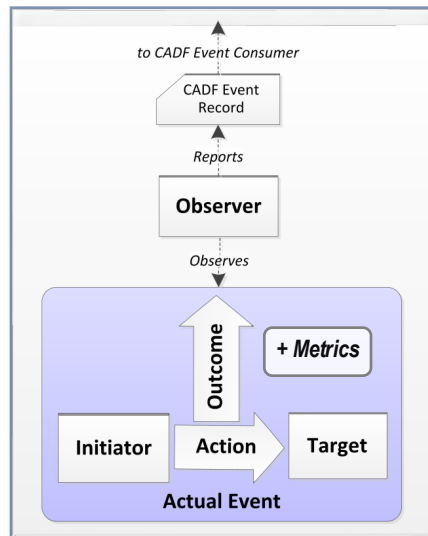 to CADF Event Consumer
CADF Event
Record
Reports
Observer
Observes
Outcome
+ Metrics
Initiator
Action
Target
Actual Event